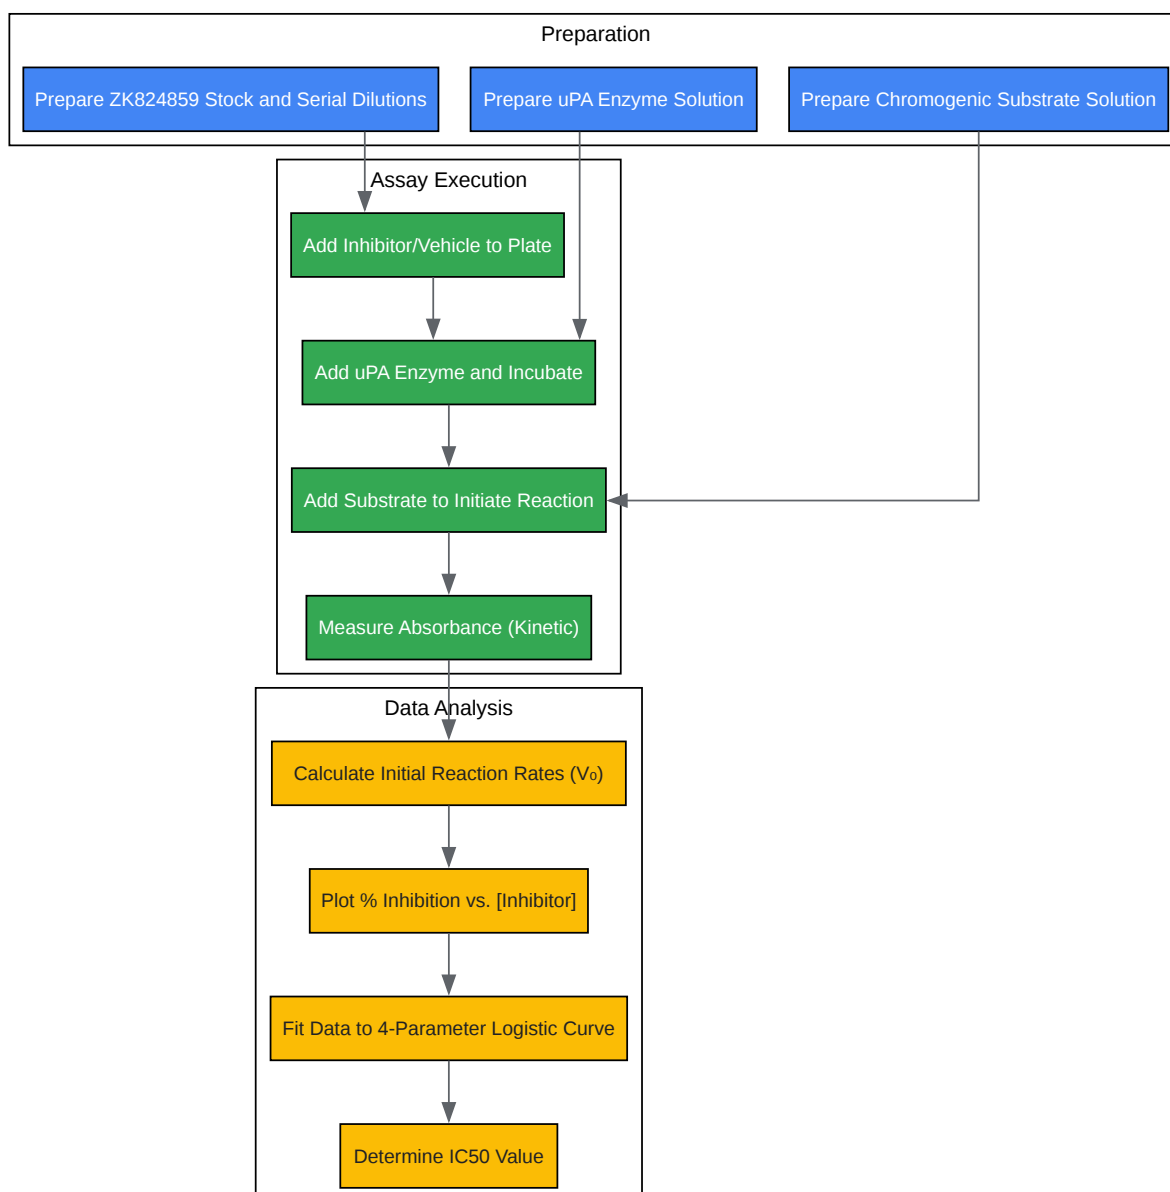 Preparation
Prepare ZK824859 Stock and Serial Dilutions
Prepare uPA Enzyme Solution
Prepare Chromogenic Substrate Solution
Assay Execution
Add Inhibitor/Vehicle to Plate
Add uPA Enzyme and Incubate
Add Substrate to Initiate Reaction
Measure Absorbance (Kinetic)
Data Analysis
Calculate Initial Reaction Rates (V₀)
Plot % Inhibition vs. [Inhibitor]
Fit Data to 4-Parameter Logistic Curve
Determine IC50 Value